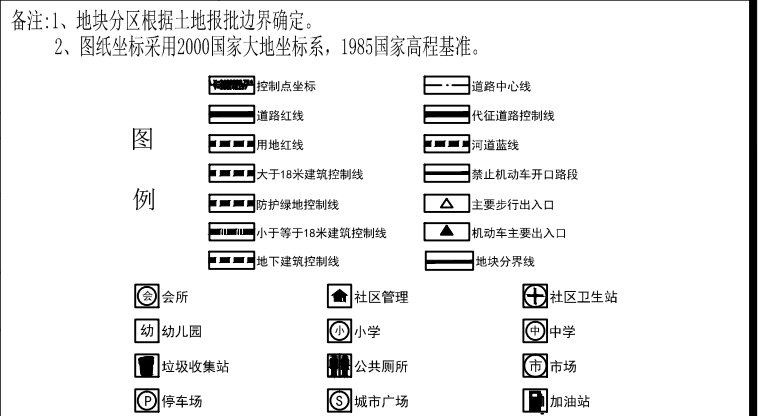 备注:1、地块分区根据土地报批边界确定。
2、图纸坐标采用2000国家大地坐标系，1985国家高程基准。
图例
控制点坐标 道路中心线
道路红线 代征道路控制线
用地红线 河道蓝线
大于18米建筑控制线 禁止机动车开口路段
防护绿地控制线 主要步行出入口
小于等于18米建筑控制线 机动车主要出入口
地下建筑控制线 地块分界线
会 会所 社区管理 社区卫生站
幼 幼儿园 小 小学 中 中学
垃圾收集站 公共厕所 市 市场
P 停车场 S 城市广场 加油站